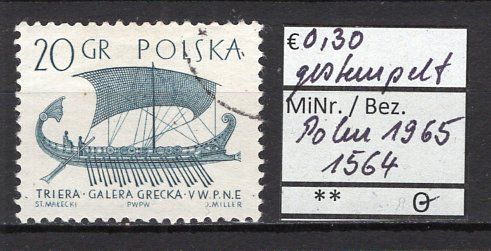 20 GR POLSKA
TRIERA · GALERA GRECKA · V W. P.N.E
ST. MAŁECKI PWPW J. MILLER
€ 0,30
gestempelt
MiNr. / Bez.
Polen 1965
1564
**